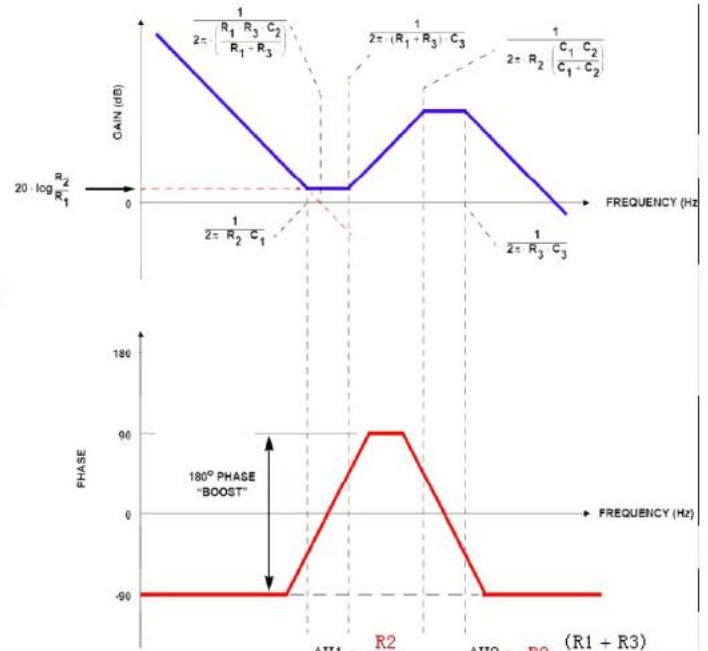 1
2π · ( R1 · R3 · C2 / R1 + R3 )
1
2π · (R1 + R3) · C3
1
2π · R2 · ( C1 · C2 / C1 + C2 )
GAIN (dB)
20 · log R2/R1
0
FREQUENCY (Hz
1
2π · R2 · C1
1
2π · R3 · C3
180
90
PHASE
180° PHASE
"BOOST"
0
FREQUENCY (Hz)
-90
R2
(R1 + R3)